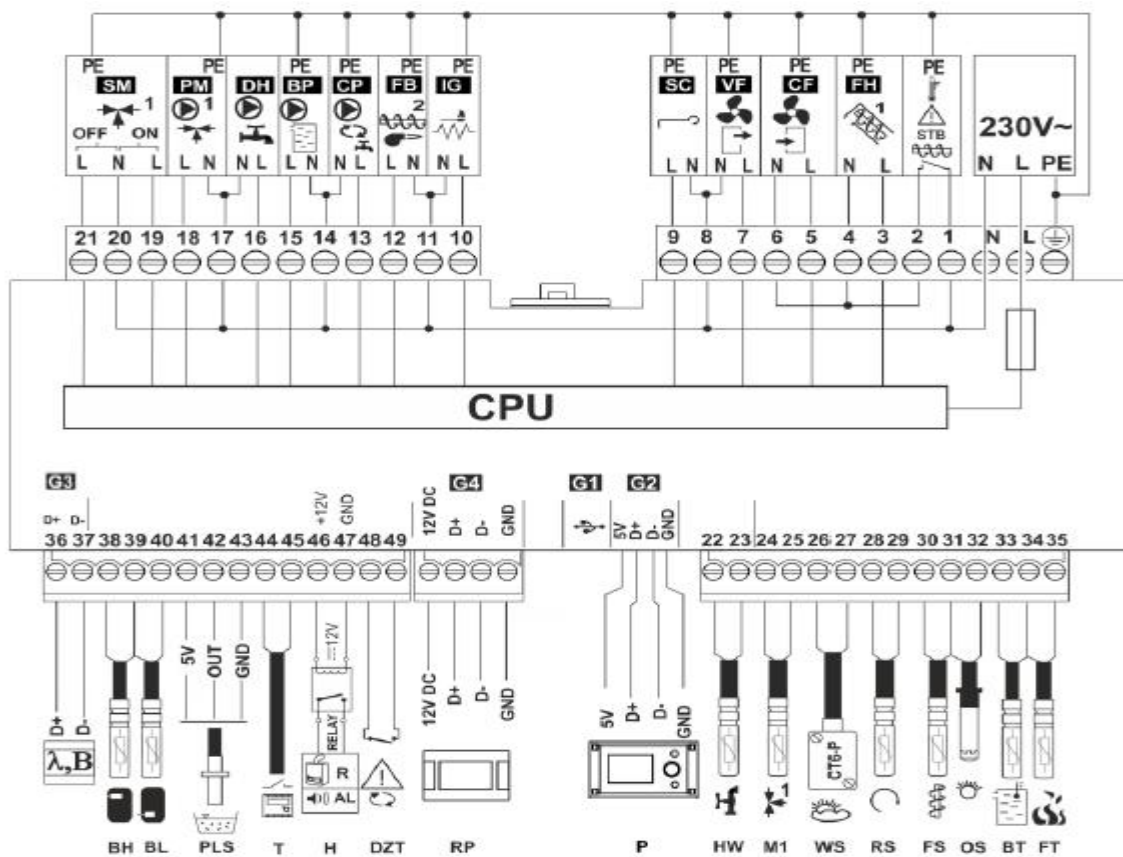 PE PE PE PE PE PE PE PE PE
SM PM DH BP CP FB IG SC VF CF FH
1 1 2 1
OFF ON STB 230V~
L N L L N N L L N N L L N N L L N N L N L N L N L PE
21 20 19 18 17 16 15 14 13 12 11 10 9 8 7 6 5 4 3 2 1 N L
CPU
G3 G4 G1 G2
D+ D- +12V GND 12V DC D+ D- GND 5V D+ D- GND
36 37 38 39 40 41 42 43 44 45 46 47 48 49 22 23 24 25 26 27 28 29 30 31 32 33 34 35
D+ D- 5V OUT GND 12V 12V DC D+ D- GND 5V D+ D- GND
RELAY
λ,B R CT6-P
AL 1
BH BL PLS T H DZT RP P HW M1 WS RS FS OS BT FT